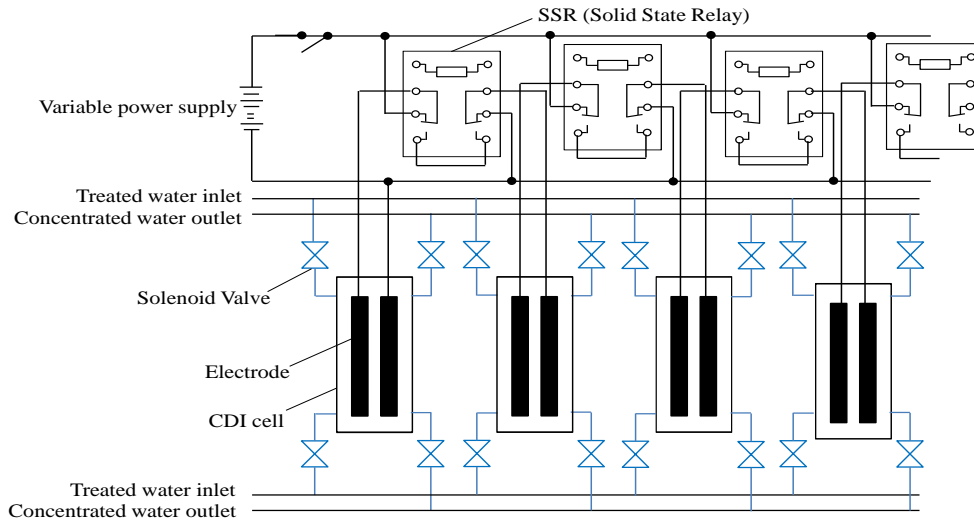 SSR (Solid State Relay)
Variable power supply
Treated water inlet
Concentrated water outlet
Solenoid Valve
Electrode
CDI cell
Treated water inlet
Concentrated water outlet